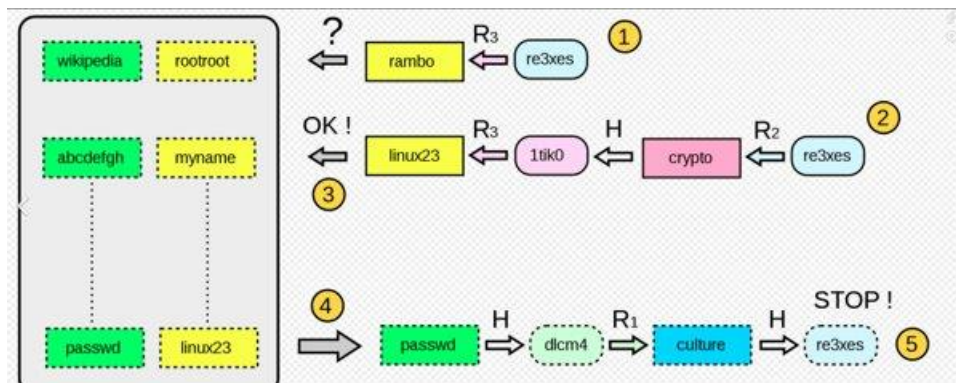 ?
wikipedia rootroot rambo R3 re3xes 1
OK !
abcdefgh myname linux23 R3 1tik0 H crypto R2 re3xes 2
3
4
STOP !
passwd linux23 passwd H dlcm4 R1 culture H re3xes 5